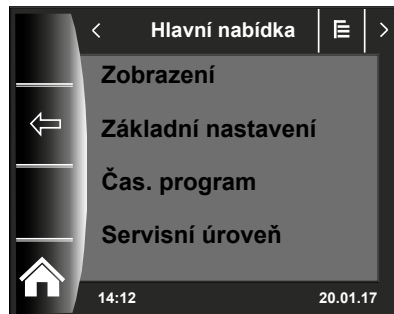 Hlavní nabídka
Zobrazení
Základní nastavení
Čas. program
Servisní úroveň
14:12 20.01.17